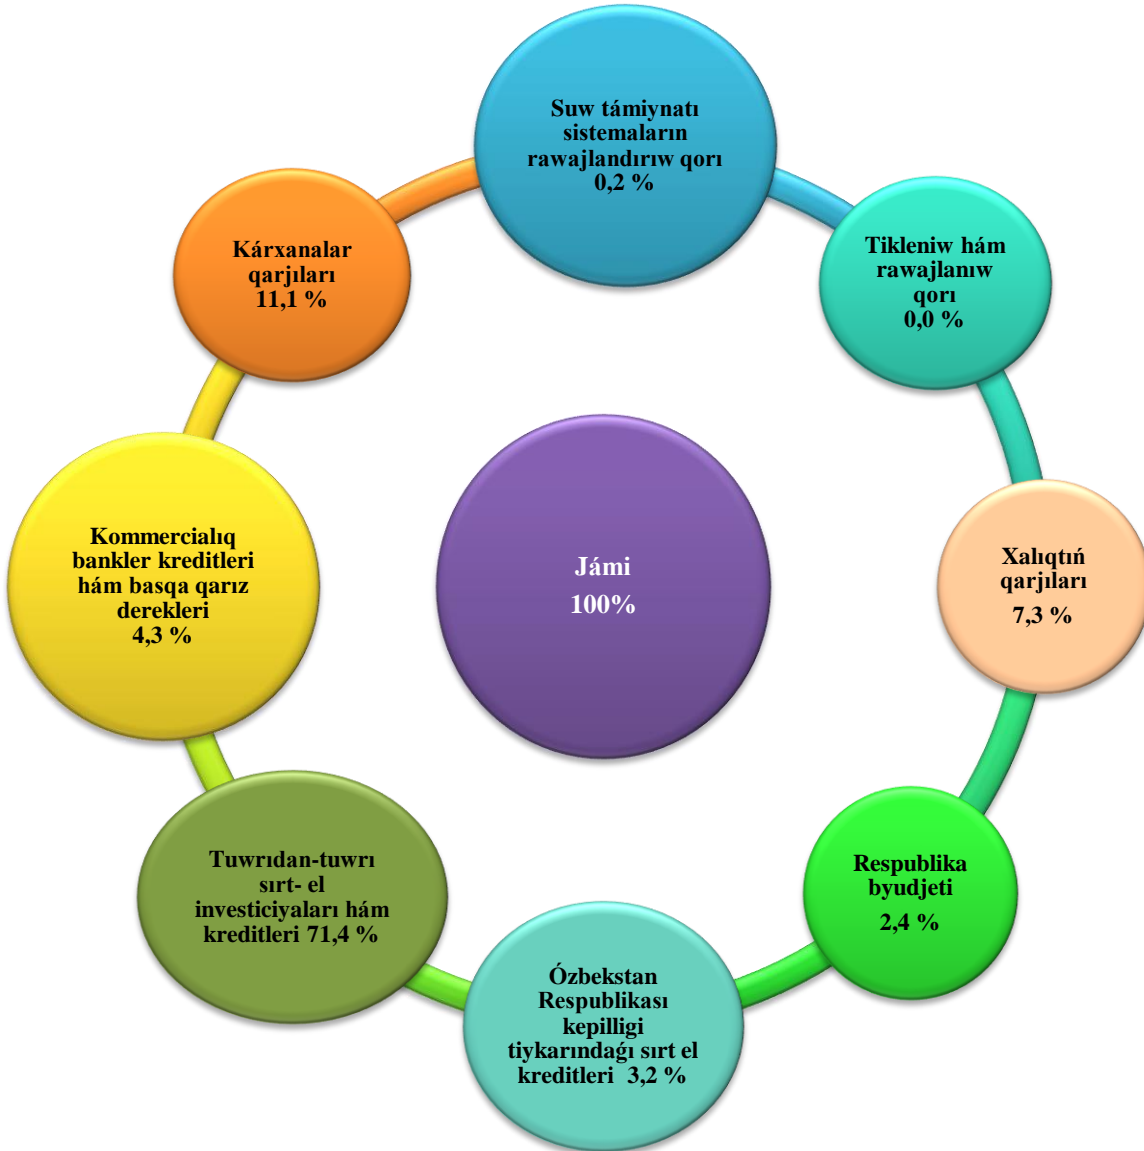 Suw támiynatı
sistemaların
rawajlandırıw qorı
0,2 %
Tikleniw hám
rawajlanıw
qorı
0,0 %
Xalıqtıń
qarjıları
7,3 %
Respublika
byudjeti
2,4 %
Ózbekstan
Respublikası
kepilligi
tiykarındaǵı sırt el
kreditleri 3,2 %
Tuwrıdan-tuwrı
sırt- el
investiciyaları hám
kreditleri 71,4 %
Kommercialıq
bankler kreditleri
hám basqa qarız
derekleri
4,3 %
Kárxanalar
qarjıları
11,1 %
Jámi
100%